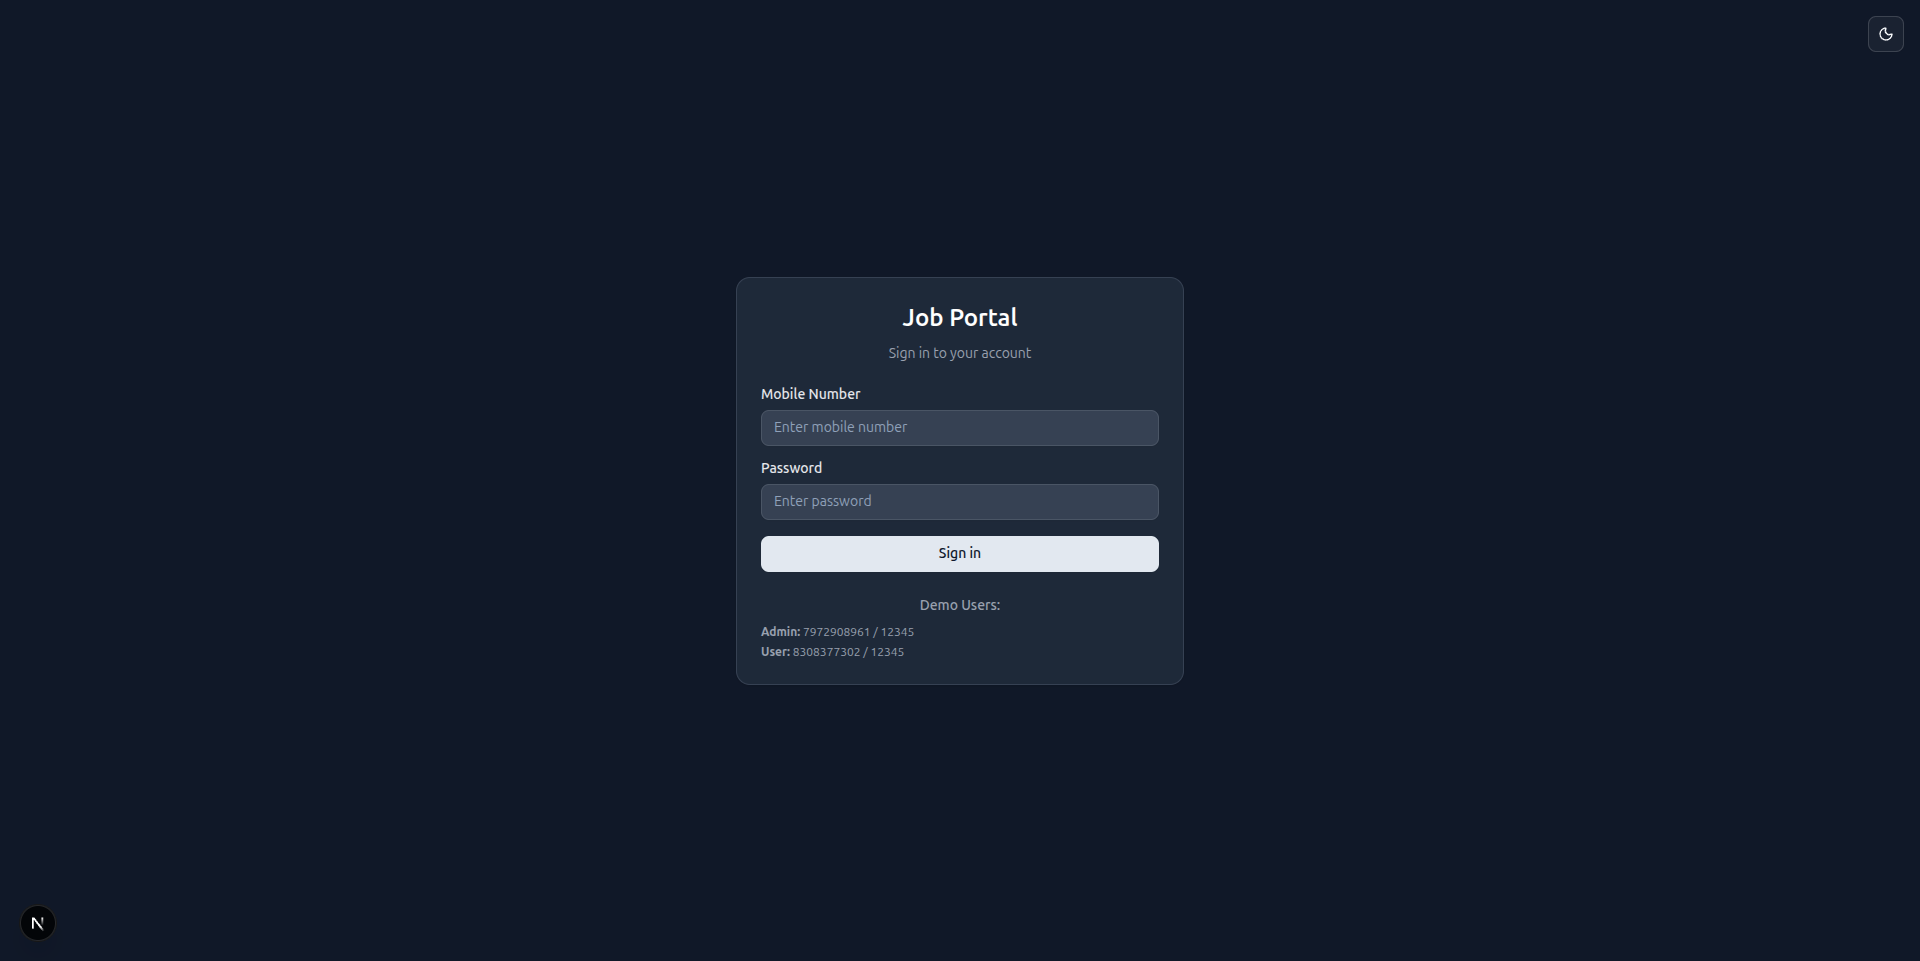 Job Portal
Sign in to your account
Mobile Number
Enter mobile number
Password
Enter password
Sign in
Demo Users:
Admin: 7972908961 / 12345
User: 8308377302 / 12345
N